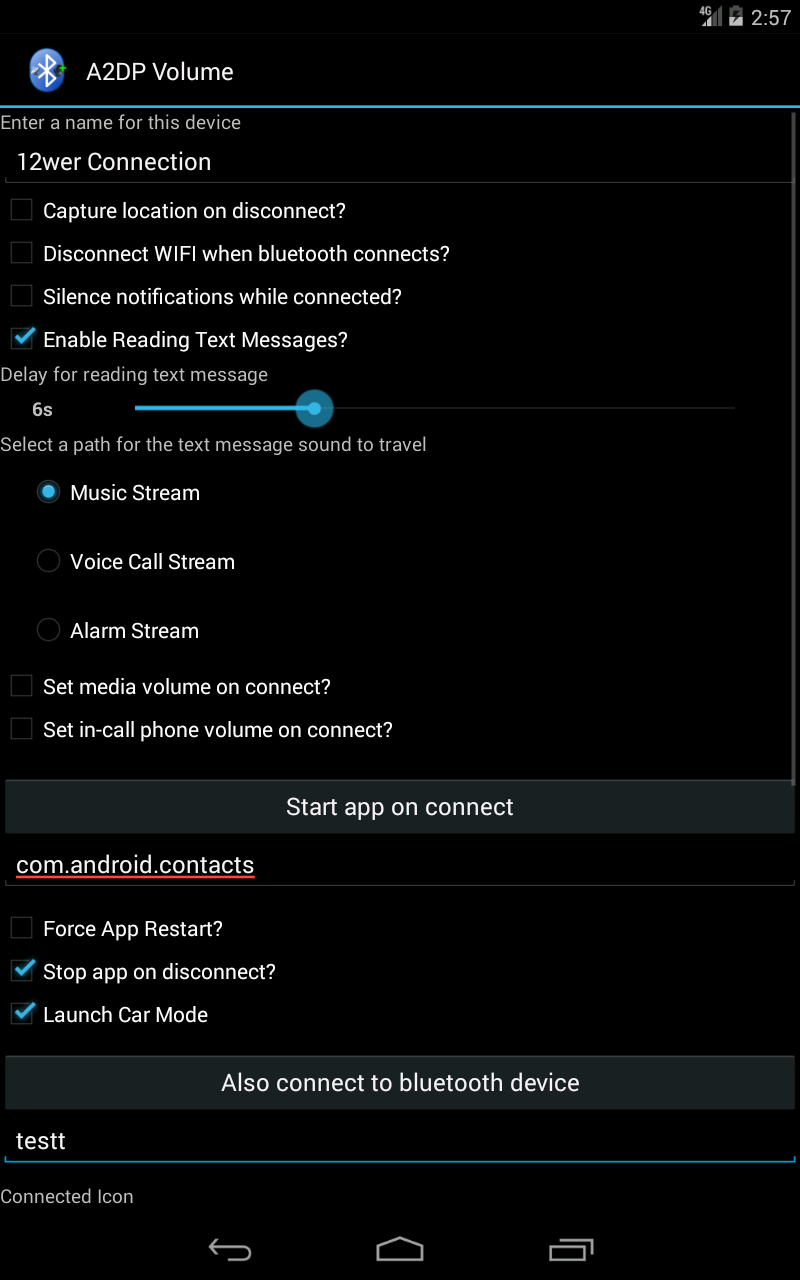 4G 2:57
A2DP Volume
Enter a name for this device
12wer Connection
Capture location on disconnect?
Disconnect WIFI when bluetooth connects?
Silence notifications while connected?
Enable Reading Text Messages?
Delay for reading text message
6s
Select a path for the text message sound to travel
Music Stream
Voice Call Stream
Alarm Stream
Set media volume on connect?
Set in-call phone volume on connect?
Start app on connect
com.android.contacts
Force App Restart?
Stop app on disconnect?
Launch Car Mode
Also connect to bluetooth device
testt
Connected Icon